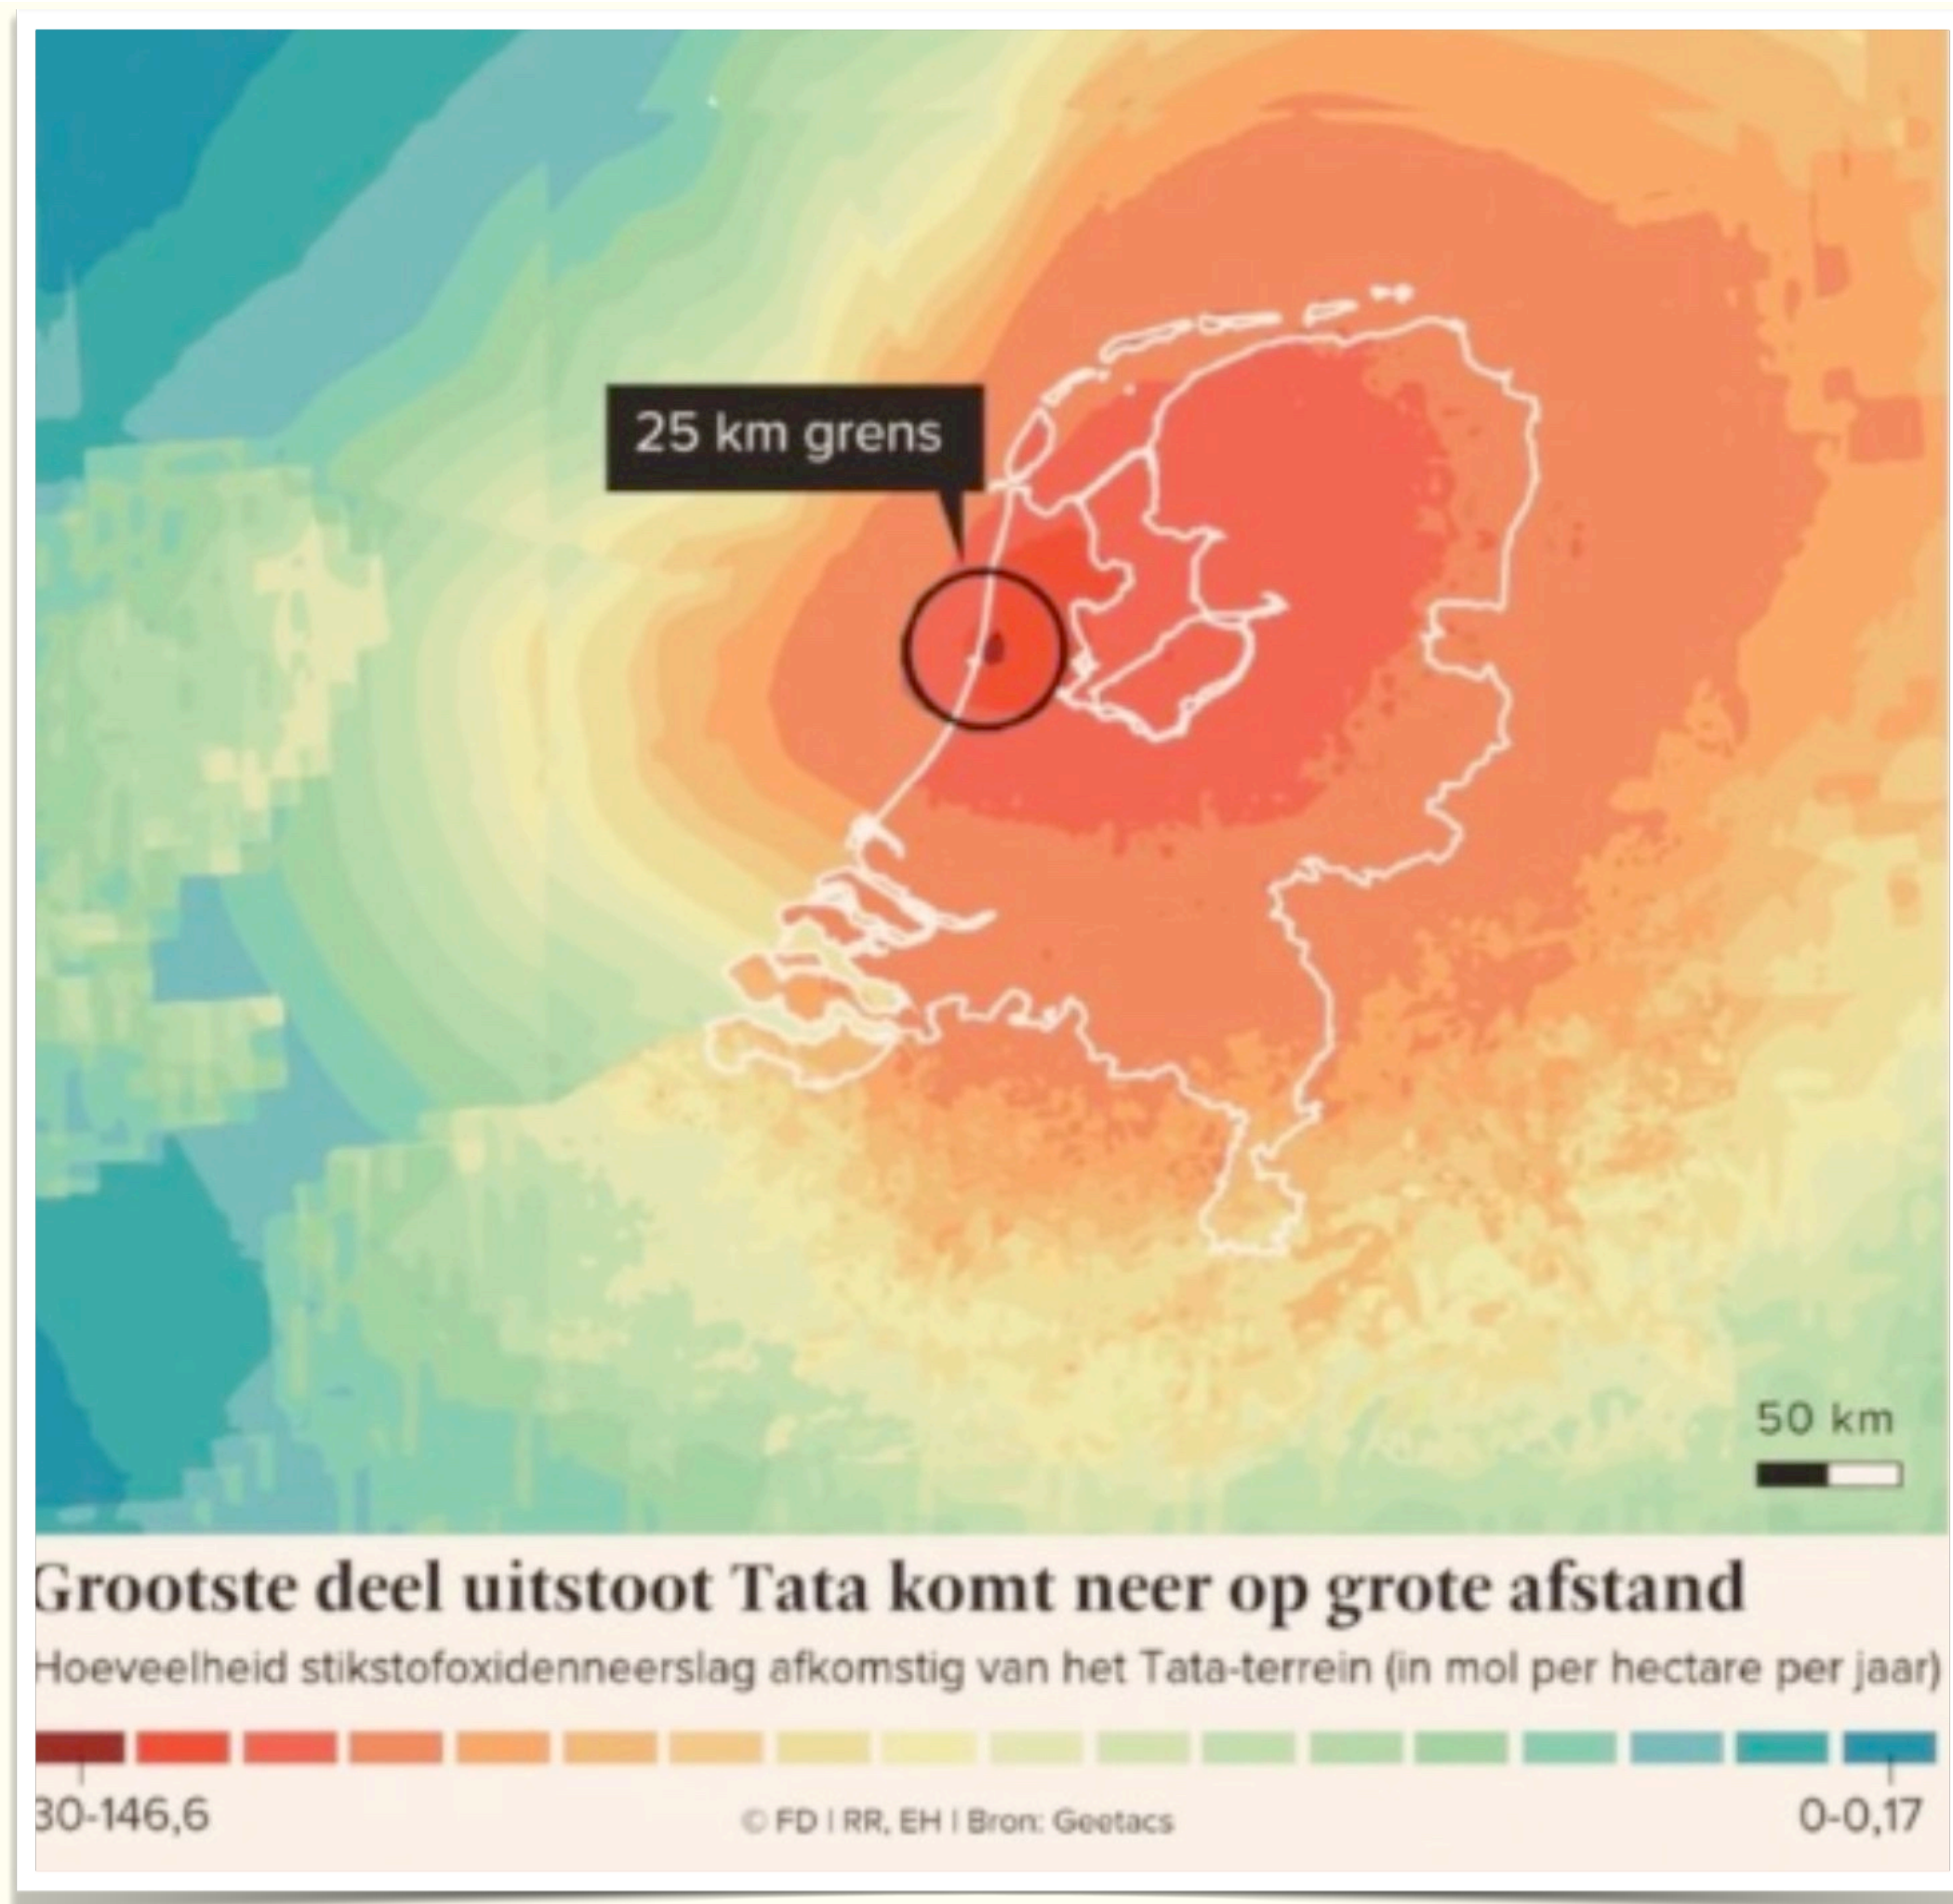 25 km grens
50 km
Grootste deel uitstoot Tata komt neer op grote afstand
Hoeveelheid stikstofoxidenneerslag afkomstig van het Tata-terrein (in mol per hectare per jaar)
30-146,6
© FD | RR, EH | Bron: Geetacs
0-0,17